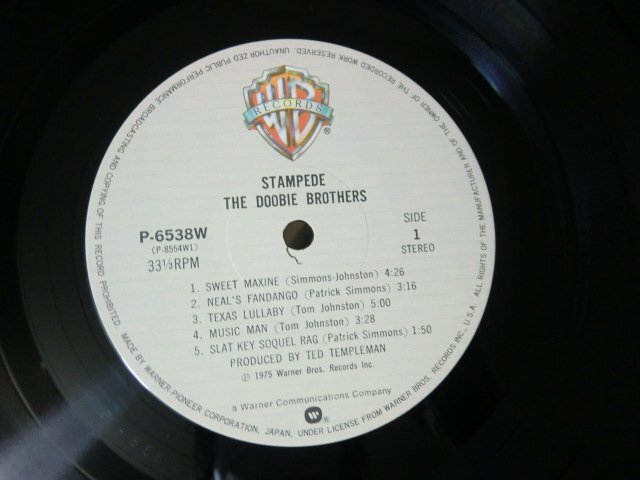 WB
RECORDS
®
STAMPEDE
THE DOOBIE BROTHERS
P-6538W
(P-8554W1)
33⅓RPM
SIDE
1
STEREO
1. SWEET MAXINE (Simmons-Johnston) 4:26
2. NEAL'S FANDANGO (Patrick Simmons) 3:16
3. TEXAS LULLABY (Tom Johnston) 5:00
4. MUSIC MAN (Tom Johnston) 3:28
5. SLAT KEY SOQUEL RAG (Patrick Simmons) 1:50
PRODUCED BY TED TEMPLEMAN
℗ 1975 Warner Bros. Records Inc.
a Warner Communications Company
®
MADE BY WARNER-PIONEER CORPORATION, JAPAN, UNDER LICENSE FROM WARNER BROS. RECORDS INC., U.S.A. ALL RIGHTS OF THE MANUFACTURER AND OF THE OWNER OF THE RECORDED WORK RESERVED. UNAUTHORIZED PUBLIC PERFORMANCE, BROADCASTING AND COPYING OF THIS RECORD PROHIBITED.